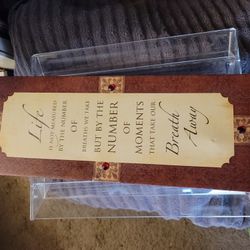 Life
IS NOT MEASURED
BY THE NUMBER
OF
BREATHS WE TAKE
BUT BY THE
NUMBER
OF
MOMENTS
THAT TAKE OUR
Breath
Away